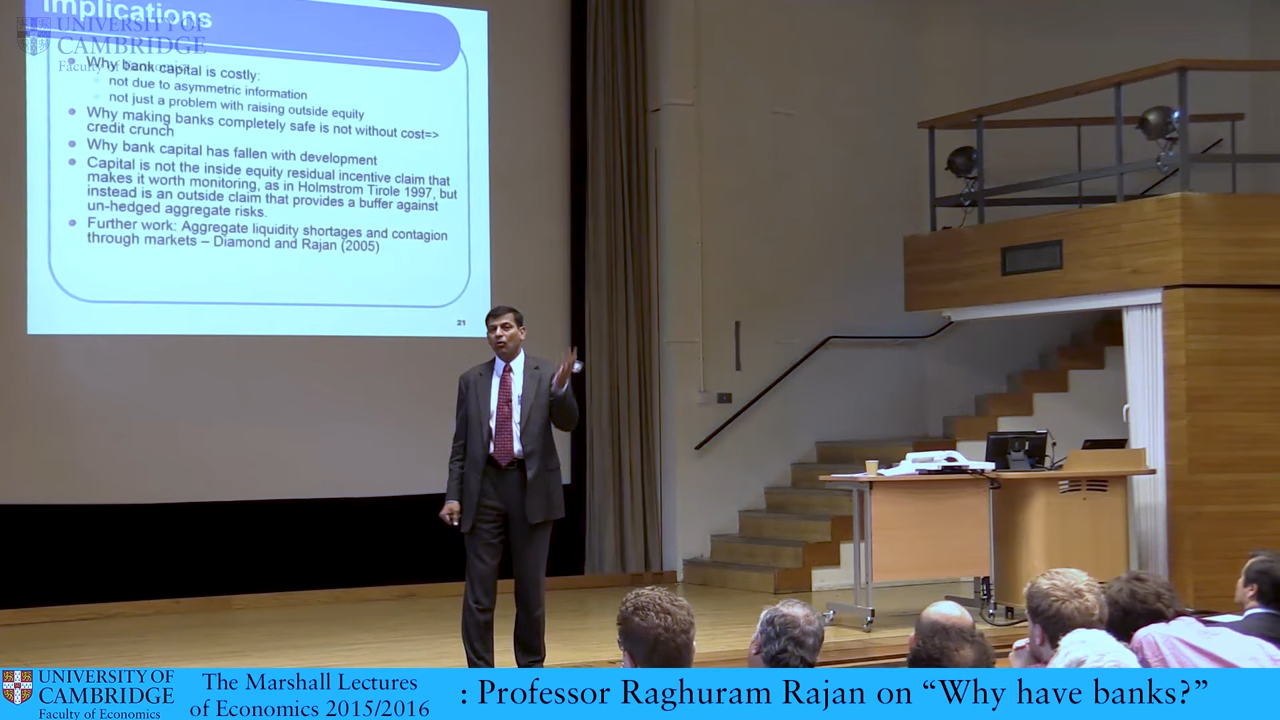 Implications
UNIVERSITY OF
CAMBRIDGE
Faculty of Economics
Why bank capital is costly:
not due to asymmetric information
not just a problem with raising outside equity
Why making banks completely safe is not without cost=>
credit crunch
Why bank capital has fallen with development
Capital is not the inside equity residual incentive claim that
makes it worth monitoring, as in Holmstrom Tirole 1997, but
instead is an outside claim that provides a buffer against
un-hedged aggregate risks.
Further work: Aggregate liquidity shortages and contagion
through markets – Diamond and Rajan (2005)
21
UNIVERSITY OF
CAMBRIDGE
Faculty of Economics
The Marshall Lectures
of Economics 2015/2016
: Professor Raghuram Rajan on “Why have banks?”